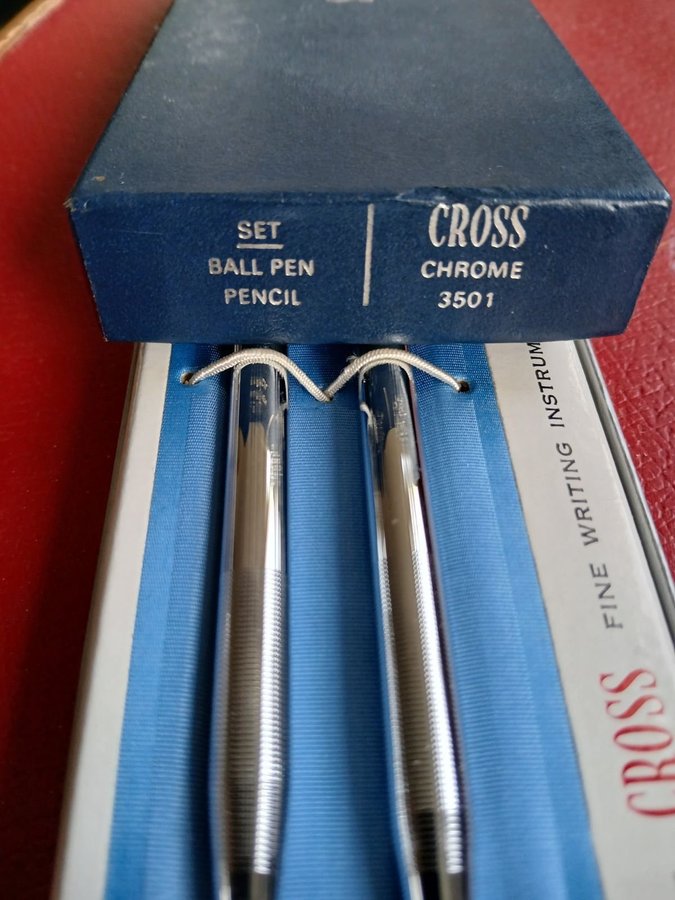 SET
BALL PEN
PENCIL
CROSS
CHROME
3501
CROSS FINE WRITING INSTRUM